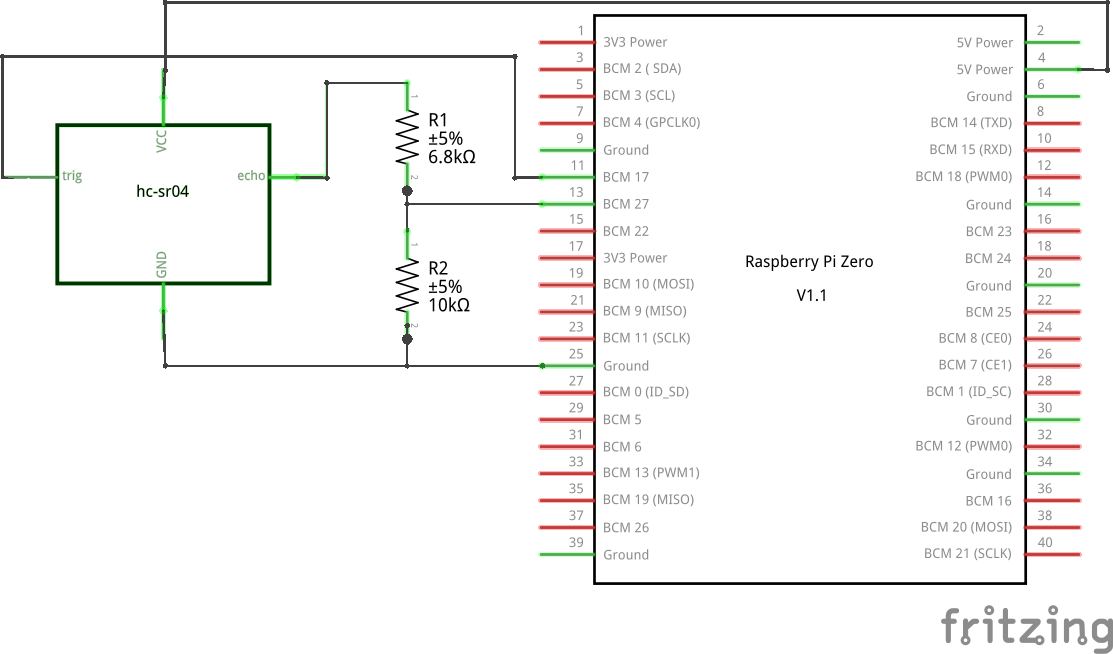 VCC
trig
echo
hc-sr04
GND
1
R1
±5%
6.8kΩ
2
1
R2
±5%
10kΩ
2
1
3V3 Power
3
BCM 2 ( SDA)
5
BCM 3 (SCL)
7
BCM 4 (GPCLK0)
9
Ground
11
BCM 17
13
BCM 27
15
BCM 22
17
3V3 Power
19
BCM 10 (MOSI)
21
BCM 9 (MISO)
23
BCM 11 (SCLK)
25
Ground
27
BCM 0 (ID_SD)
29
BCM 5
31
BCM 6
33
BCM 13 (PWM1)
35
BCM 19 (MISO)
37
BCM 26
39
Ground
Raspberry Pi Zero
V1.1
2
5V Power
4
5V Power
6
Ground
8
BCM 14 (TXD)
10
BCM 15 (RXD)
12
BCM 18 (PWM0)
14
Ground
16
BCM 23
18
BCM 24
20
Ground
22
BCM 25
24
BCM 8 (CE0)
26
BCM 7 (CE1)
28
BCM 1 (ID_SC)
30
Ground
32
BCM 12 (PWM0)
34
Ground
36
BCM 16
38
BCM 20 (MOSI)
40
BCM 21 (SCLK)
fritzing